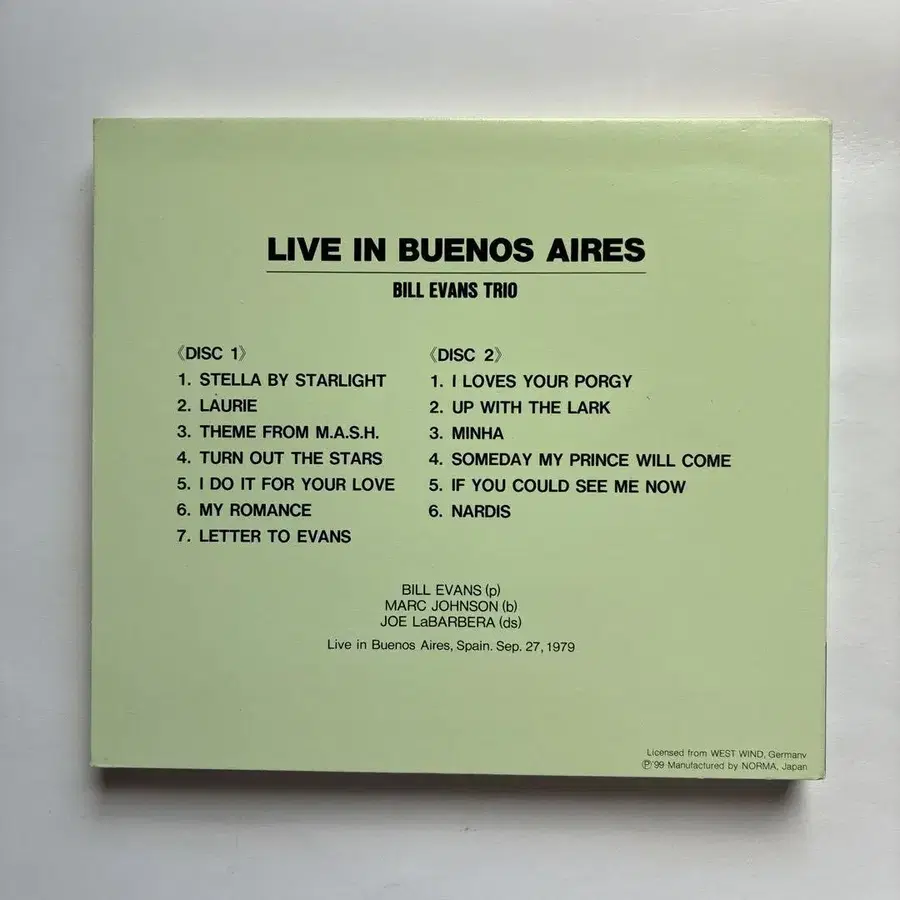 LIVE IN BUENOS AIRES
BILL EVANS TRIO
《DISC 1》
1. STELLA BY STARLIGHT
2. LAURIE
3. THEME FROM M.A.S.H.
4. TURN OUT THE STARS
5. I DO IT FOR YOUR LOVE
6. MY ROMANCE
7. LETTER TO EVANS
《DISC 2》
1. I LOVES YOUR PORGY
2. UP WITH THE LARK
3. MINHA
4. SOMEDAY MY PRINCE WILL COME
5. IF YOU COULD SEE ME NOW
6. NARDIS
BILL EVANS (p)
MARC JOHNSON (b)
JOE LaBARBERA (ds)
Live in Buenos Aires, Spain. Sep. 27, 1979
Licensed from WEST WIND, Germany
℗'99 Manufactured by NORMA, Japan